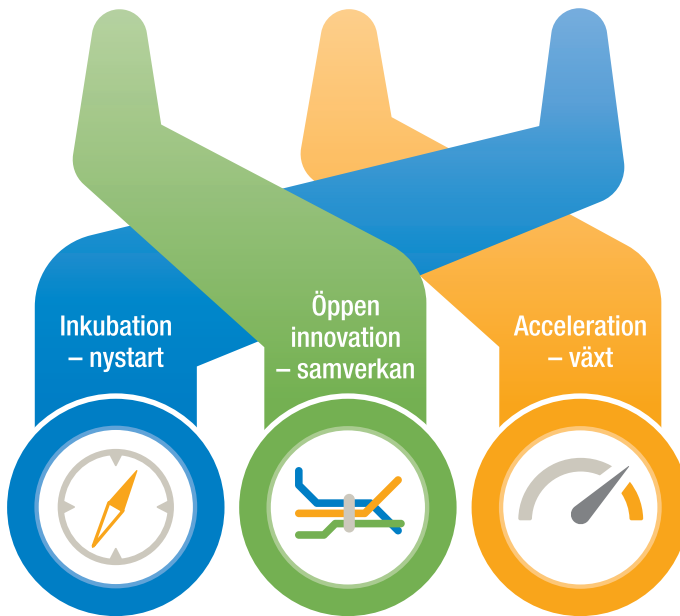 Inkubation
– nystart
Öppen
innovation
– samverkan
Acceleration
– växt